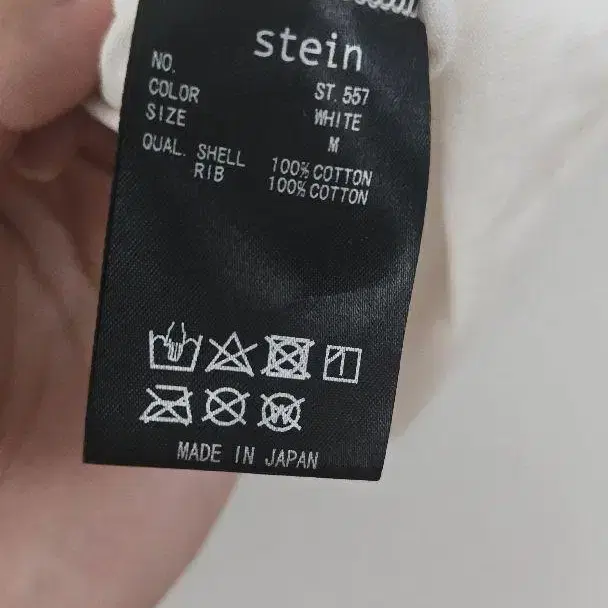 stein
NO. ST.557
COLOR WHITE
SIZE M
QUAL. SHELL 100%COTTON
RIB 100%COTTON
W
MADE IN JAPAN